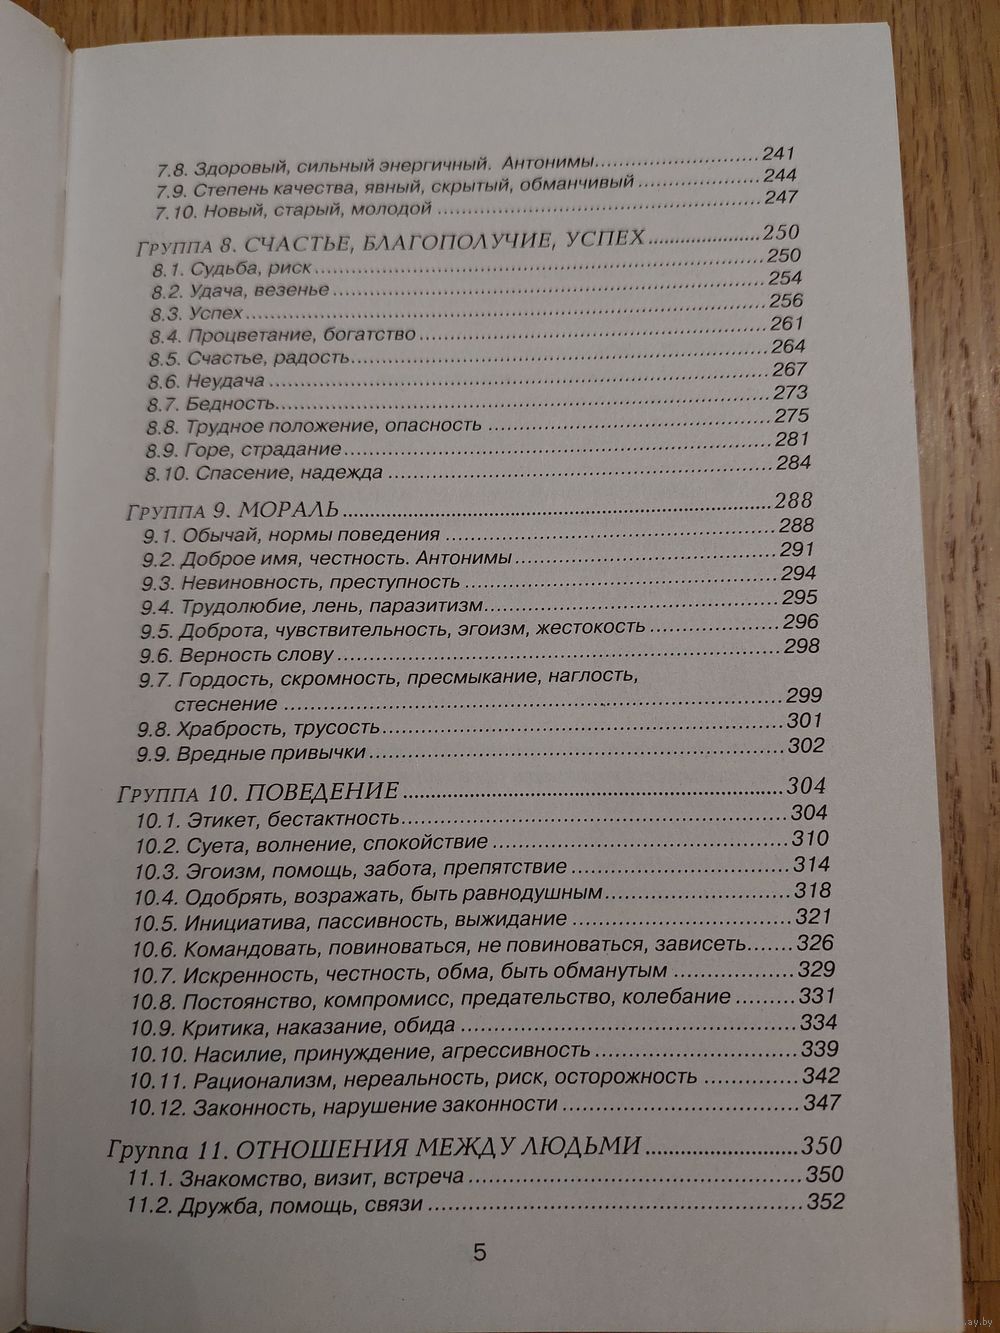 7.8. Здоровый, сильный энергичный. Антонимы..........................241
7.9. Степень качества, явный, скрытый, обманчивый ...................244
7.10. Новый, старый, молодой ..................................................247
Группа 8. СЧАСТЬЕ, БЛАГОПОЛУЧИЕ, УСПЕХ.....................250
8.1. Судьба, риск.....................................................................250
8.2. Удача, везенье ..................................................................254
8.3. Успех................................................................................256
8.4. Процветание, богатство .....................................................261
8.5. Счастье, радость................................................................264
8.6. Неудача ............................................................................267
8.7. Бедность...........................................................................273
8.8. Трудное положение, опасность ...........................................275
8.9. Горе, страдание.................................................................281
8.10. Спасение, надежда ..........................................................284
Группа 9. МОРАЛЬ.......................................................................288
9.1. Обычай, нормы поведения .................................................288
9.2. Доброе имя, честность. Антонимы.......................................291
9.3. Невиновность, преступность ...............................................294
9.4. Трудолюбие, лень, паразитизм............................................295
9.5. Доброта, чувствительность, эгоизм, жестокость ...................296
9.6. Верность слову..................................................................298
9.7. Гордость, скромность, пресмыкание, наглость,
стеснение ..............................................................................299
9.8. Храбрость, трусость...........................................................301
9.9. Вредные привычки.............................................................302
Группа 10. ПОВЕДЕНИЕ ..............................................................304
10.1. Этикет, бестактность.........................................................304
10.2. Суета, волнение, спокойствие ...........................................310
10.3. Эгоизм, помощь, забота, препятствие ................................314
10.4. Одобрять, возражать, быть равнодушным...........................318
10.5. Инициатива, пассивность, выжидание ................................321
10.6. Командовать, повиноваться, не повиноваться, зависеть.......326
10.7. Искренность, честность, обма, быть обманутым ..................329
10.8. Постоянство, компромисс, предательство, колебание .........331
10.9. Критика, наказание, обида ................................................334
10.10. Насилие, принуждение, агрессивность .............................339
10.11. Рационализм, нереальность, риск, осторожность ..............342
10.12. Законность, нарушение законности ..................................347
Группа 11. ОТНОШЕНИЯ МЕЖДУ ЛЮДЬМИ ...........................350
11.1. Знакомство, визит, встреча ...............................................350
11.2. Дружба, помощь, связи .....................................................352
5
.ay.by